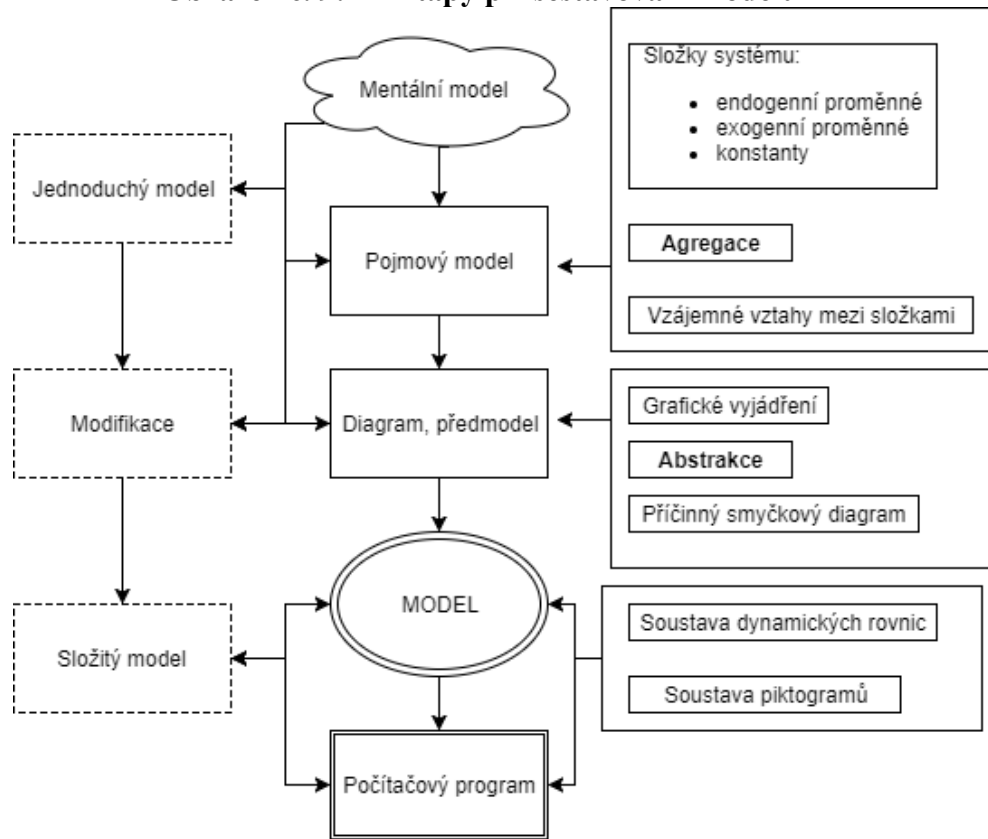 Mentální model
Složky systému:
endogenní proměnné
exogenní proměnné
konstanty
Jednoduchý model
Pojmový model
Agregace
Vzájemné vztahy mezi složkami
Modifikace
Diagram, předmodel
Grafické vyjádření
Abstrakce
Příčinný smyčkový diagram
MODEL
Složitý model
Soustava dynamických rovnic
Soustava piktogramů
Počítačový program